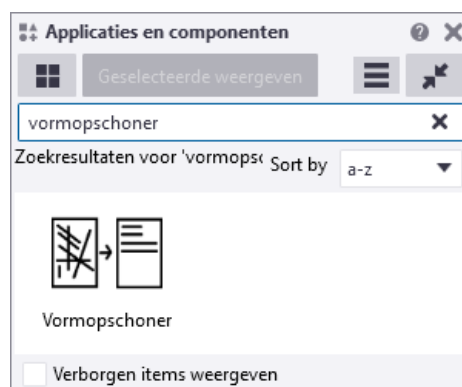 Applicaties en componenten
Geselecteerde weergeven
vormopschoner
Zoekresultaten voor 'vormopsc Sort by a-z
Vormopschoner
Verborgen items weergeven